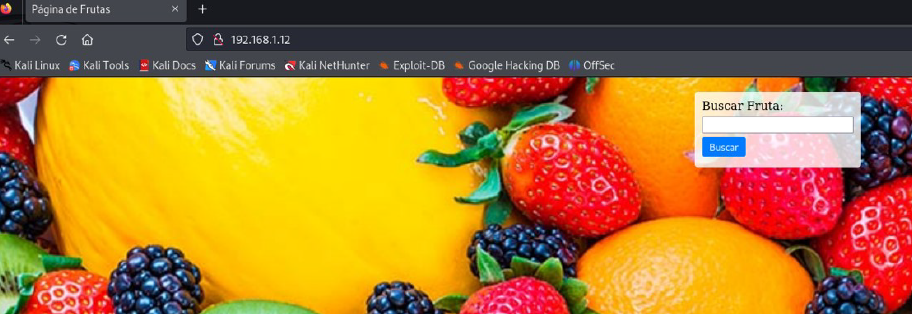 Página de Frutas
192.168.1.12
Kali Linux Kali Tools Kali Docs Kali Forums Kali NetHunter Exploit-DB Google Hacking DB OffSec
Buscar Fruta:
Buscar